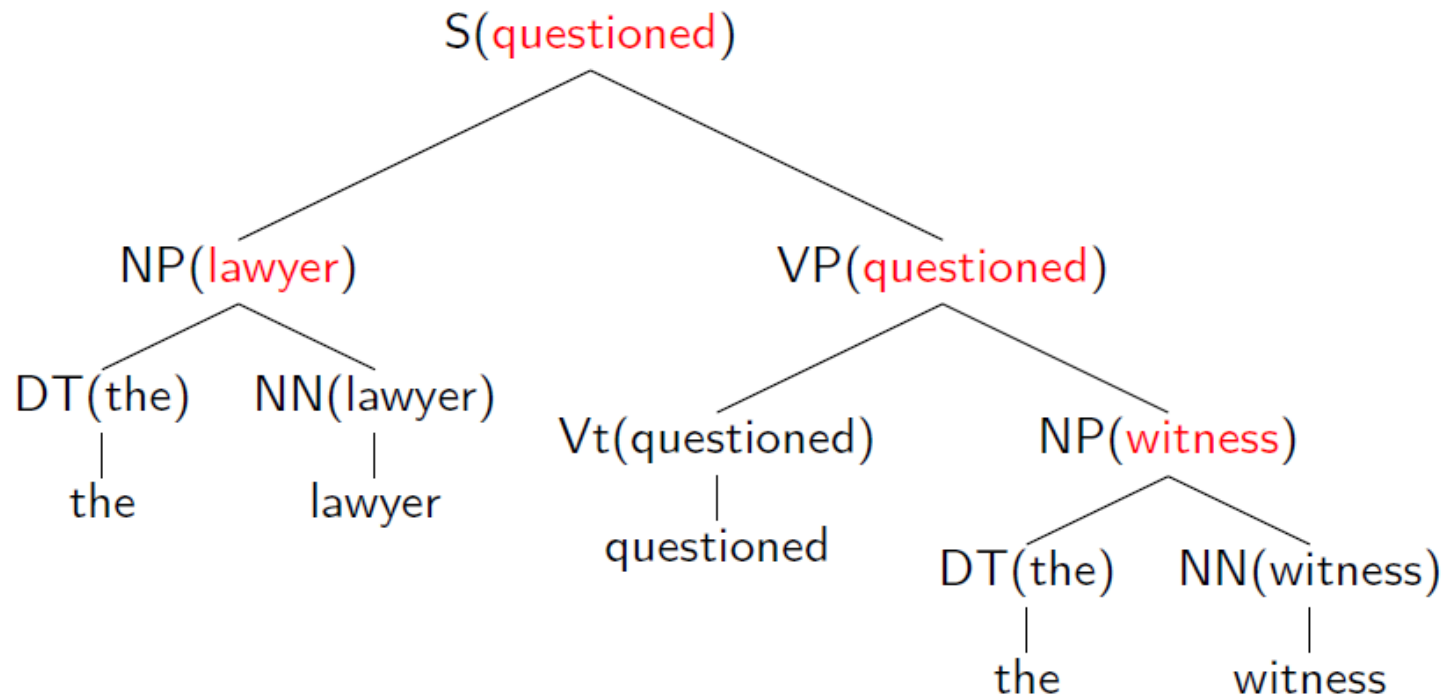 S(questioned)
NP(lawyer) VP(questioned)
DT(the) NN(lawyer)
Vt(questioned) NP(witness)
the lawyer
questioned
DT(the) NN(witness)
the witness